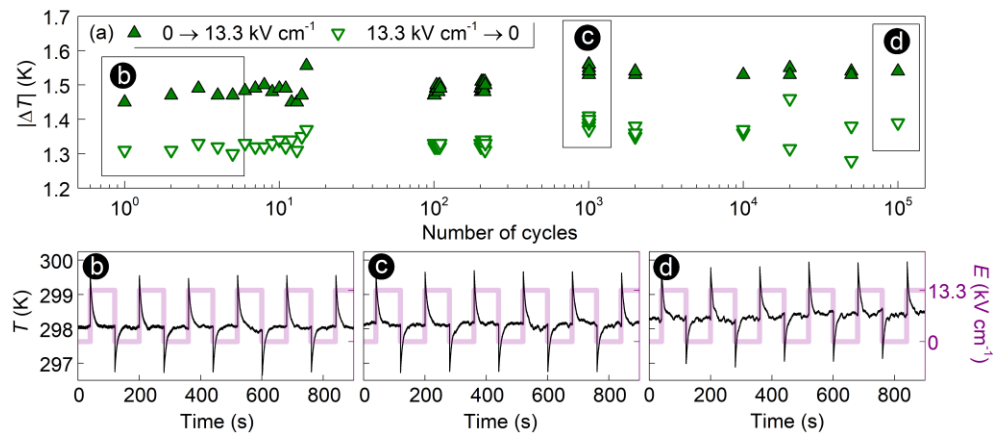 (a) 0 → 13.3 kV cm⁻¹ 13.3 kV cm⁻¹ → 0
1.7
1.6
1.5
1.4
1.3
1.2
|ΔT| (K)
b
c
d
10⁰ 10¹ 10² 10³ 10⁴ 10⁵
Number of cycles
b
c
d
300
299
298
297
T (K)
13.3
0
E (kV cm⁻¹)
0 200 400 600 800 0 200 400 600 800 0 200 400 600 800
Time (s) Time (s) Time (s)